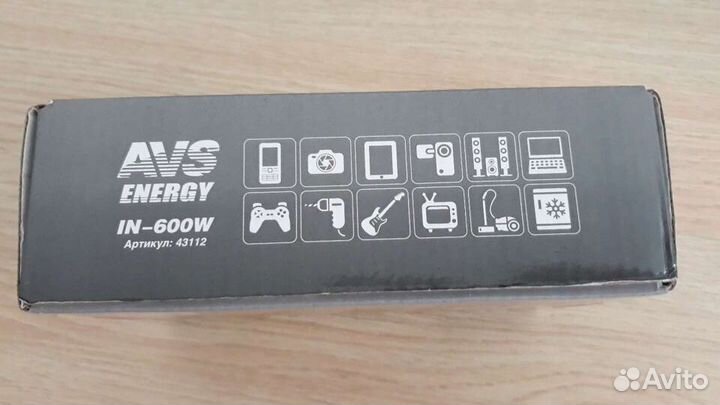 AVS
ENERGY
IN-600W
Артикул: 43112
Avito